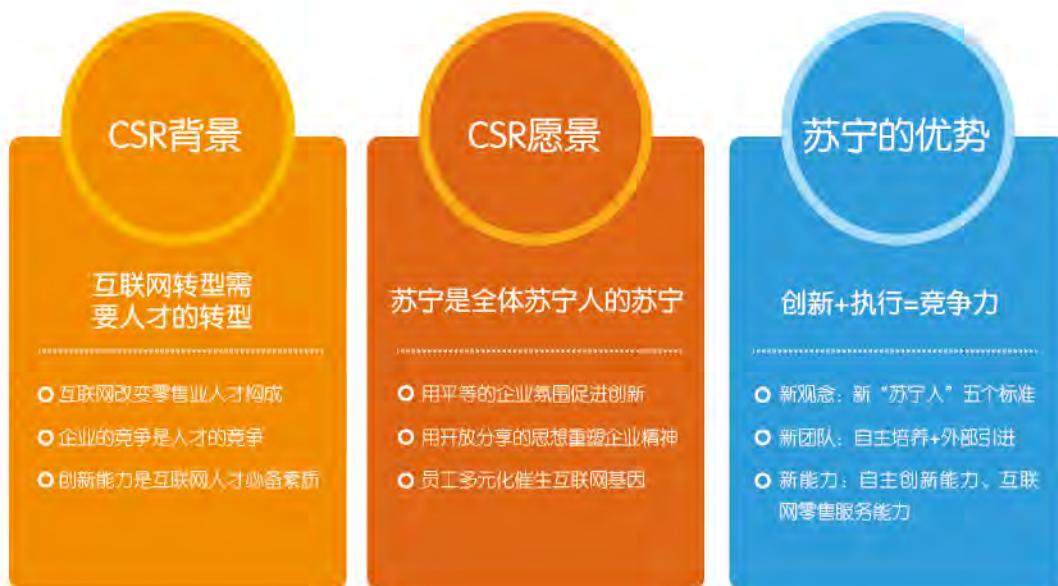 CSR背景
互联网转型需
要人才的转型
互联网改变零售业人才构成
企业的竞争是人才的竞争
创新能力是互联网人才必备素质
CSR愿景
苏宁是全体苏宁人的苏宁
用平等的企业氛围促进创新
用开放分享的思想重塑企业精神
员工多元化催生互联网基因
苏宁的优势
创新+执行=竞争力
新观念：新“苏宁人”五个标准
新团队：自主培养+外部引进
新能力：自主创新能力、互联
网零售服务能力